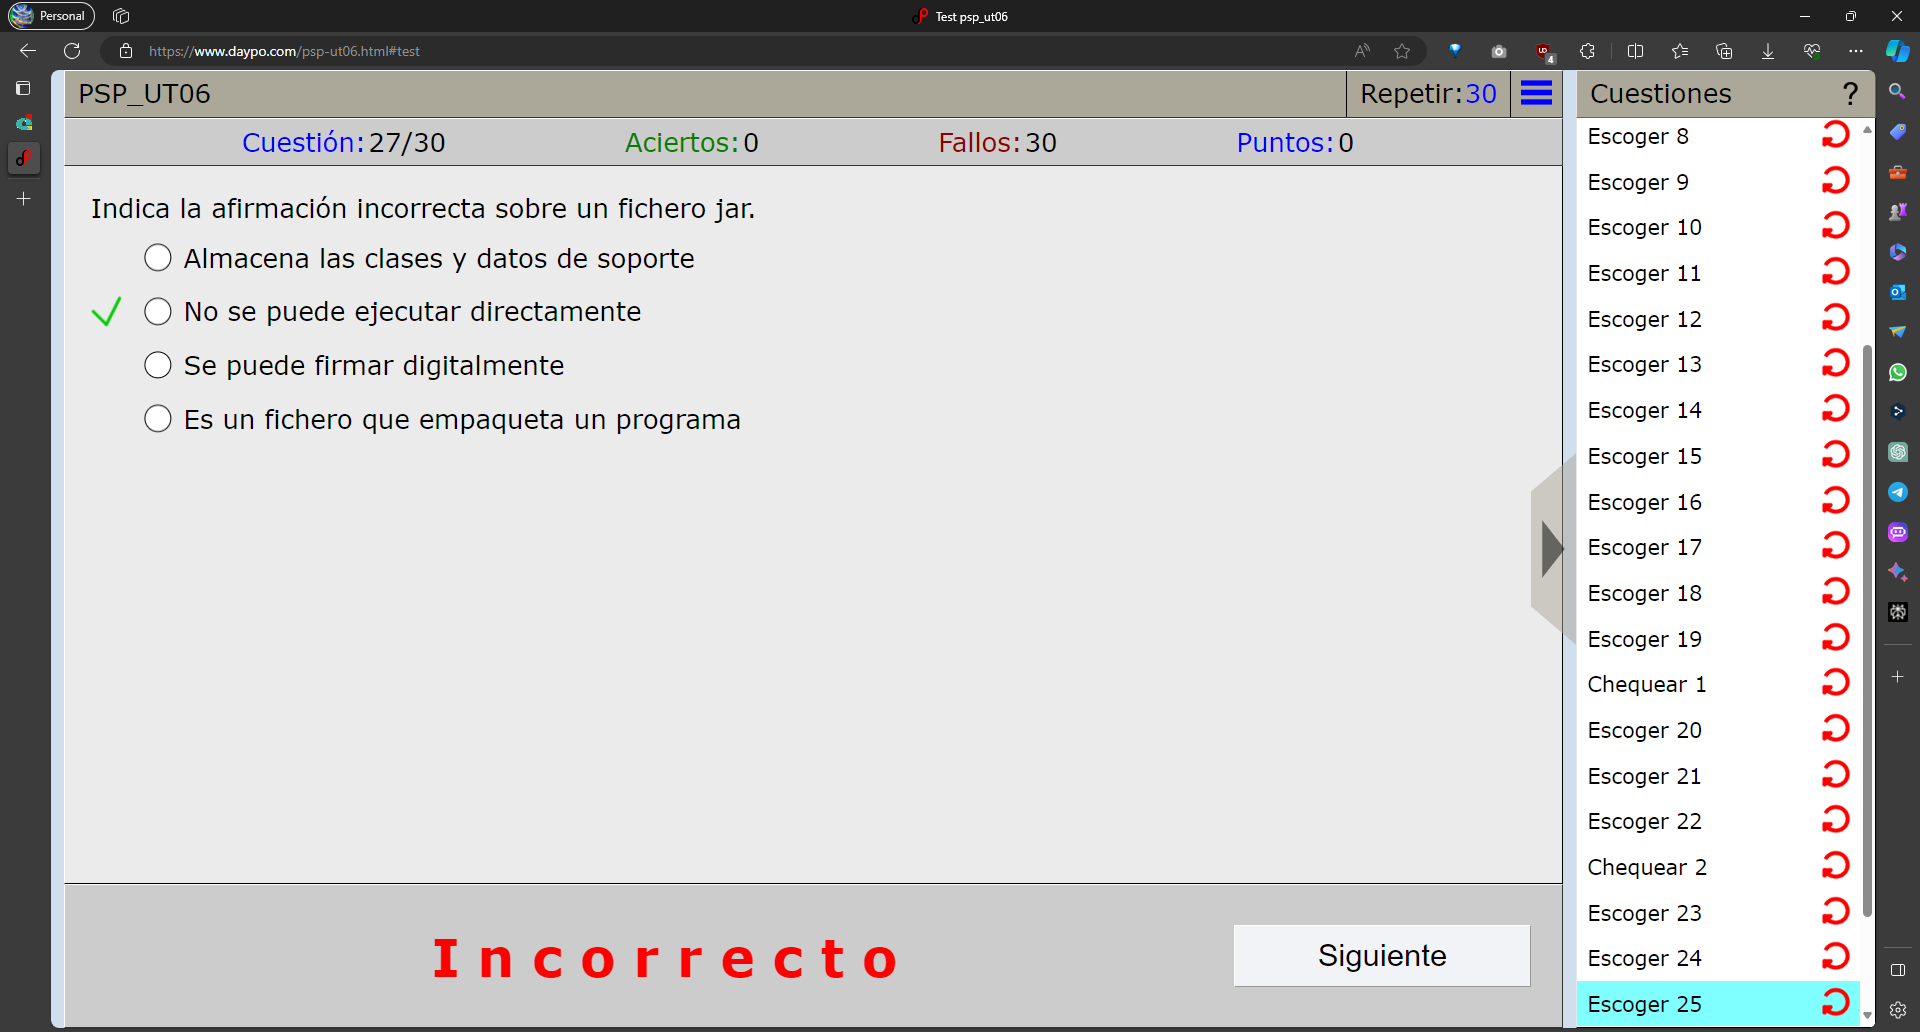 Personal
Test psp_ut06
https://www.daypo.com/psp-ut06.html#test
PSP_UT06
Repetir:30
Cuestión:27/30
Aciertos:0
Fallos:30
Puntos:0
Indica la afirmación incorrecta sobre un fichero jar.
Almacena las clases y datos de soporte
No se puede ejecutar directamente
Se puede firmar digitalmente
Es un fichero que empaqueta un programa
Incorrecto
Siguiente
Cuestiones ?
Escoger 8
Escoger 9
Escoger 10
Escoger 11
Escoger 12
Escoger 13
Escoger 14
Escoger 15
Escoger 16
Escoger 17
Escoger 18
Escoger 19
Chequear 1
Escoger 20
Escoger 21
Escoger 22
Chequear 2
Escoger 23
Escoger 24
Escoger 25
4